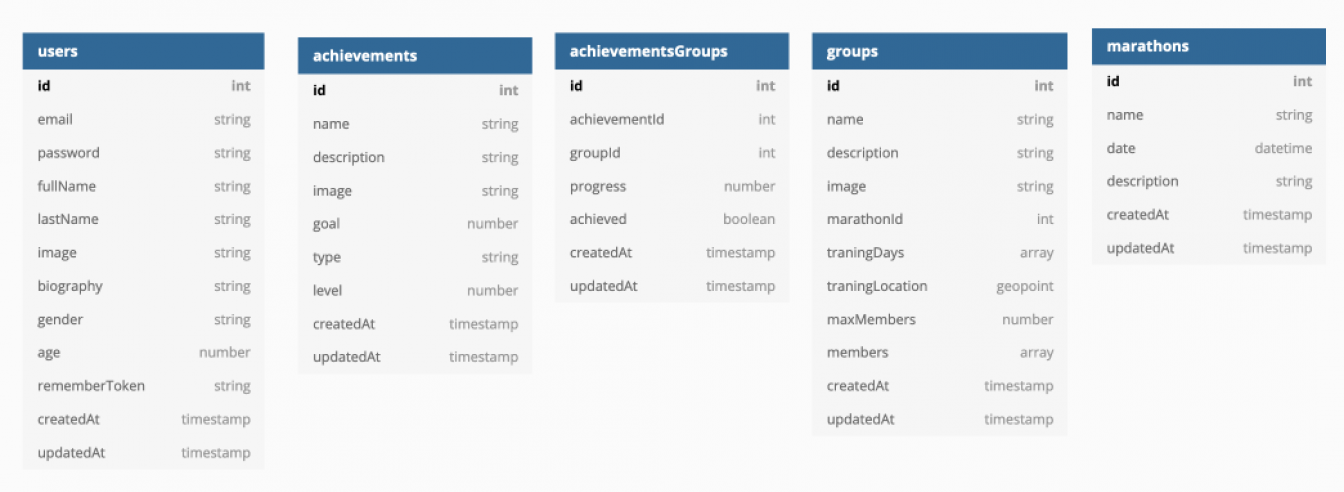 users
id int
email string
password string
fullName string
lastName string
image string
biography string
gender string
age number
rememberToken string
createdAt timestamp
updatedAt timestamp
achievements
id int
name string
description string
image string
goal number
type string
level number
createdAt timestamp
updatedAt timestamp
achievementsGroups
id int
achievementId int
groupId int
progress number
achieved boolean
createdAt timestamp
updatedAt timestamp
groups
id int
name string
description string
image string
marathonId int
traningDays array
traningLocation geopoint
maxMembers number
members array
createdAt timestamp
updatedAt timestamp
marathons
id int
name string
date datetime
description string
createdAt timestamp
updatedAt timestamp